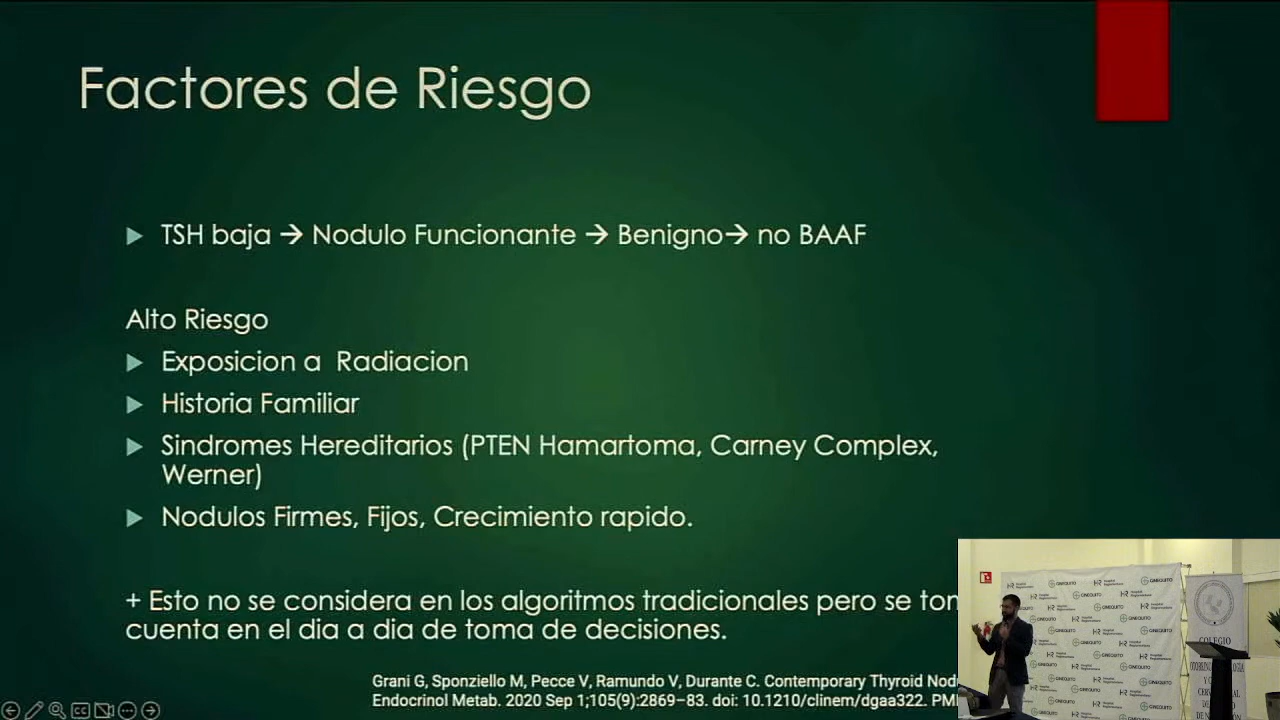 Factores de Riesgo
TSH baja → Nodulo Funcionante → Benigno→ no BAAF
Alto Riesgo
Exposicion a  Radiacion
Historia Familiar
Sindromes Hereditarios (PTEN Hamartoma, Carney Complex,
Werner)
Nodulos Firmes, Fijos, Crecimiento rapido.
+ Esto no se considera en los algoritmos tradicionales pero se
cuenta en el dia a dia de toma de decisiones.
Grani G, Sponziello M, Pecce V, Ramundo V, Durante C. Contemporary Thyroid
Endocrinol Metab. 2020 Sep 1;105(9):2869–83. doi: 10.1210/clinem/dgaa322.
GINEQUITO
COLEGIO